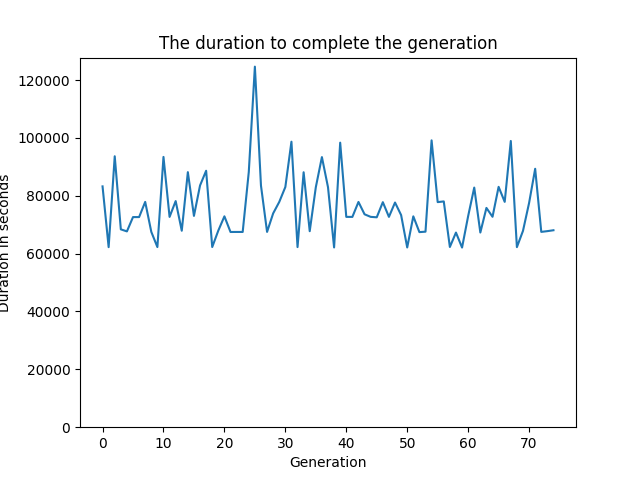 The duration to complete the generation
120000
100000
80000
60000
40000
20000
0
Duration in seconds
0 10 20 30 40 50 60 70
Generation